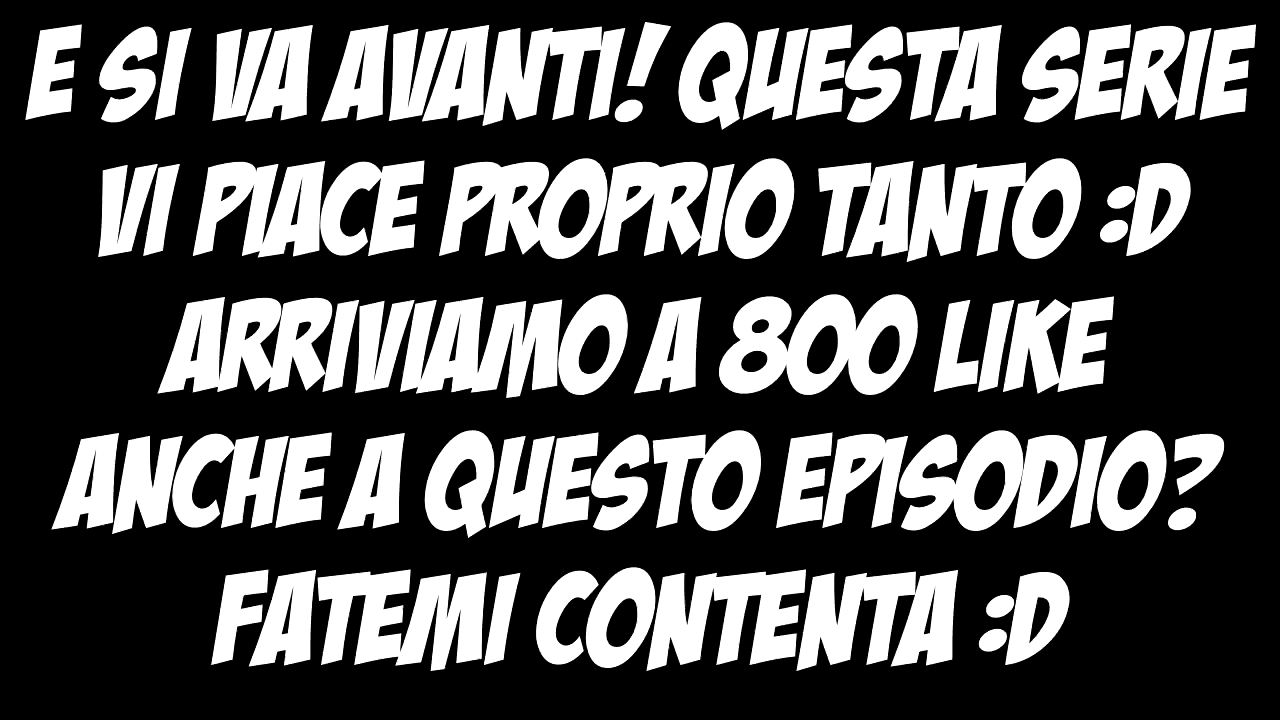 E SI VA AVANTI! QUESTA SERIE
VI PIACE PROPRIO TANTO :D
ARRIVIAMO A 800 LIKE
ANCHE A QUESTO EPISODIO?
FATEMI CONTENTA :D